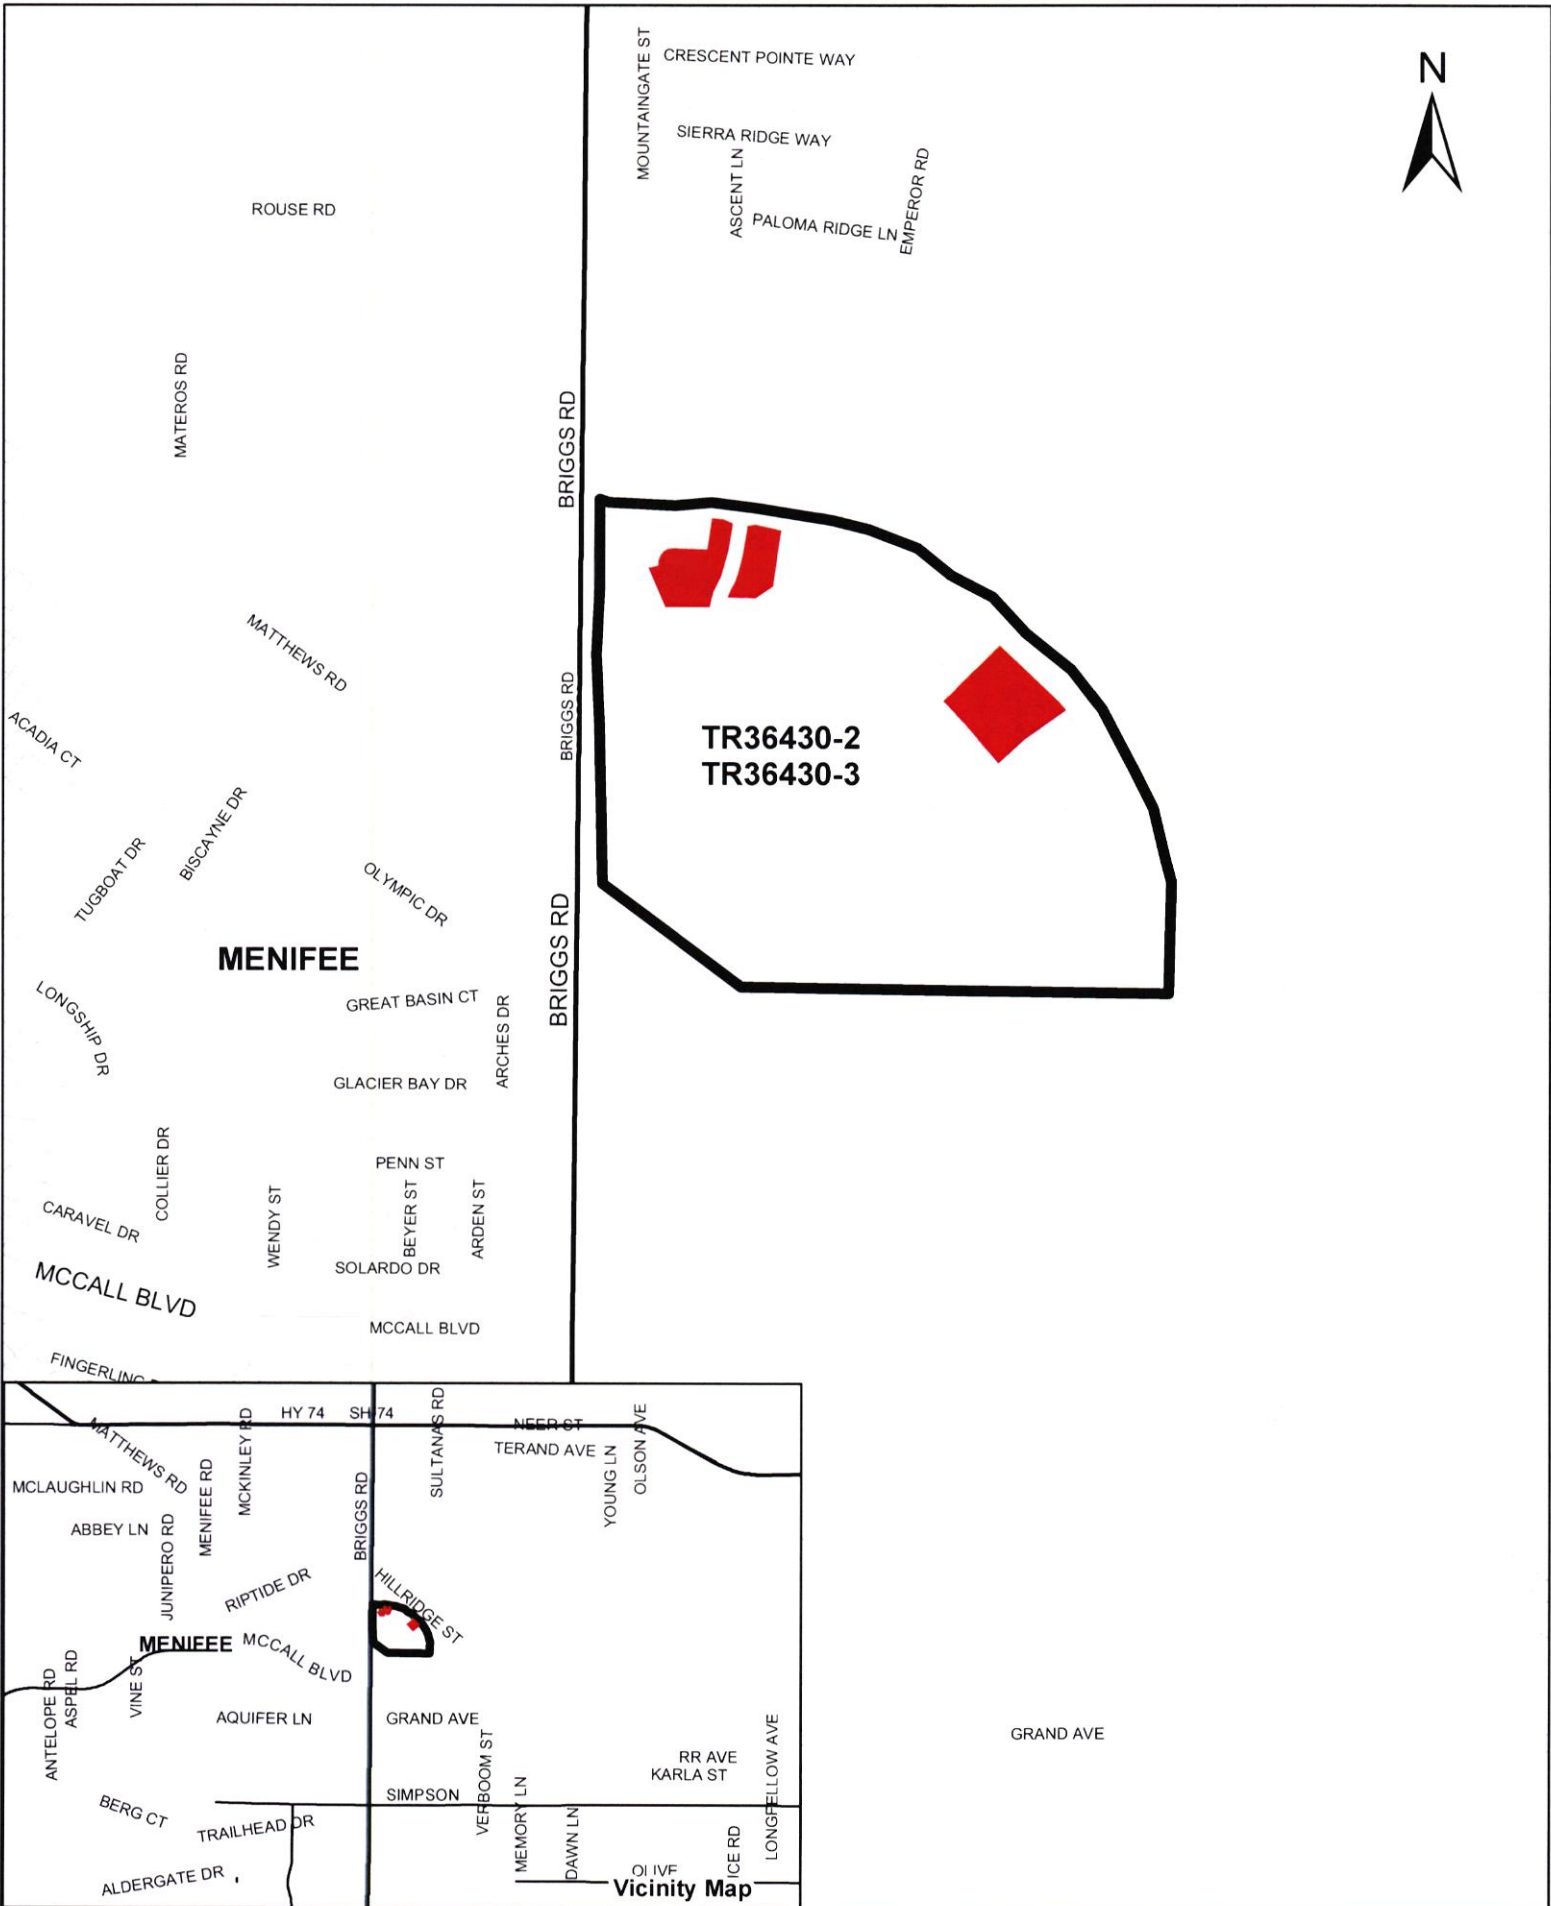 MOUNTAINGATE ST
CRESCENT POINTE WAY
N
SIERRA RIDGE WAY
ASCENT LN
EMPEROR RD
PALOMA RIDGE LN
ROUSE RD
MATEROS RD
BRIGGS RD
MATTHEWS RD
BRIGGS RD
ACADIA CT
TR36430-2
TR36430-3
BISCAYNE DR
TUGBOAT DR
OLYMPIC DR
BRIGGS RD
MENIFEE
LONGSHIP DR
GREAT BASIN CT
ARCHES DR
GLACIER BAY DR
COLLIER DR
PENN ST
WENDY ST
BEYER ST
ARDEN ST
CARAVEL DR
SOLARDO DR
MCCALL BLVD
MCCALL BLVD
FINGERLING
HY 74
SH 74
SULTANAS RD
NEER ST
OLSON AVE
MATTHEWS RD
MCKINLEY RD
TERAND AVE
YOUNG LN
MCLAUGHLIN RD
MENIFEE RD
BRIGGS RD
ABBEY LN
JUNIPERO RD
RIPTIDE DR
HILLRIDGE ST
MENIFEE
MCCALL BLVD
ANTELOPE RD
ASPEL RD
VINE ST
AQUIFER LN
GRAND AVE
VERBOOM ST
RR AVE
KARLA ST
LONGFELLOW AVE
GRAND AVE
SIMPSON
MEMORY LN
BERG CT
TRAILHEAD DR
DAWN LN
ICE RD
ALDERGATE DR
OLIVE
Vicinity Map